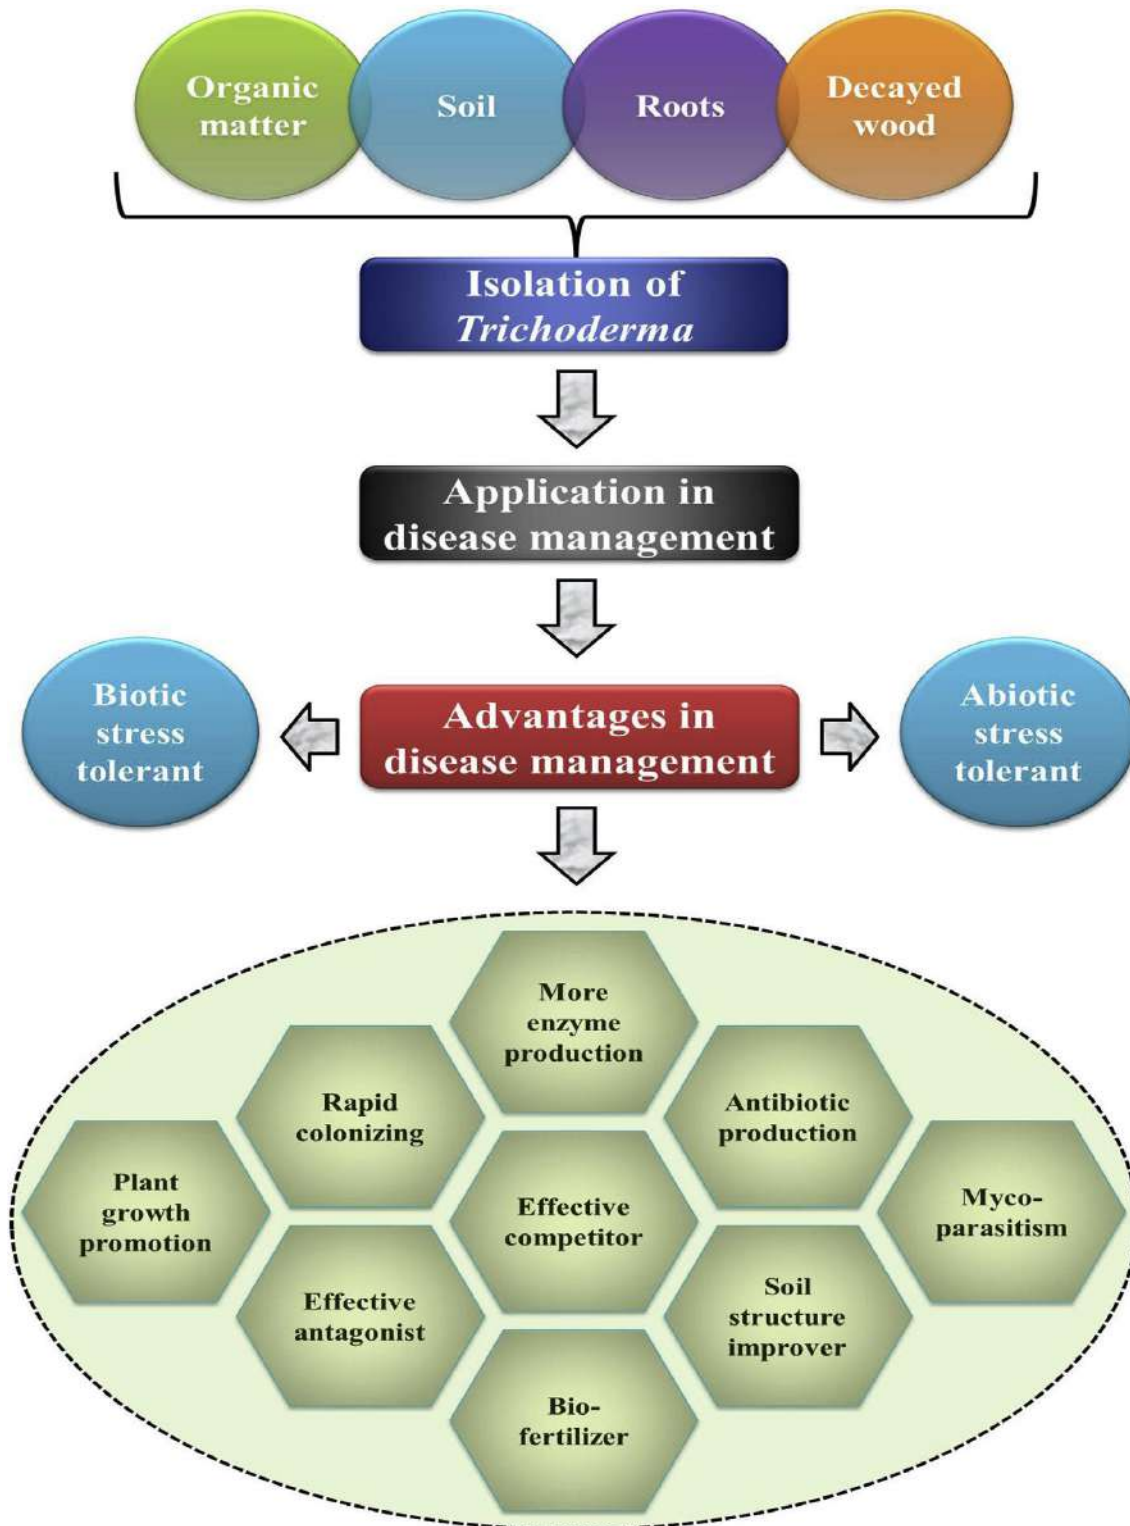 Organic
matter
Soil
Roots
Decayed
wood
Isolation of
Trichoderma
Application in
disease management
Biotic
stress
tolerant
Advantages in
disease management
Abiotic
stress
tolerant
More
enzyme
production
Rapid
colonizing
Antibiotic
production
Plant
growth
promotion
Effective
competitor
Myco-
parasitism
Effective
antagonist
Soil
structure
improver
Bio-
fertilizer